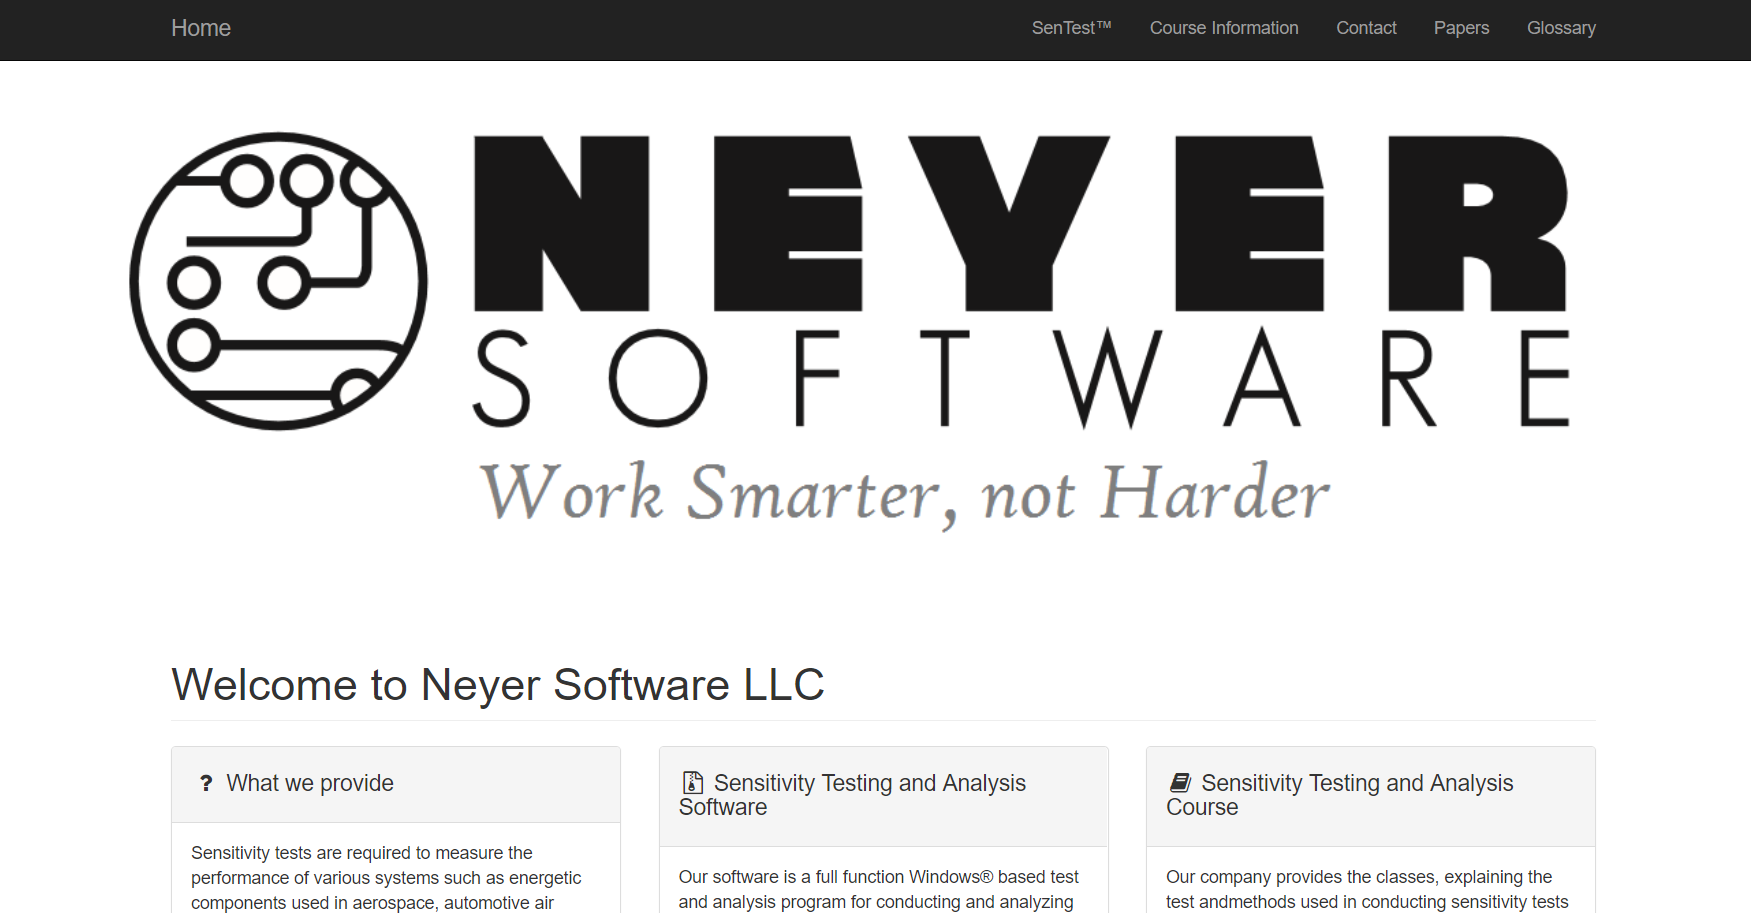 Home
SenTest™
Course Information
Contact
Papers
Glossary
NEYER
SOFTWARE
Work Smarter, not Harder
Welcome to Neyer Software LLC
? What we provide
Sensitivity tests are required to measure the
performance of various systems such as energetic
components used in aerospace, automotive air
Sensitivity Testing and Analysis
Software
Our software is a full function Windows® based test
and analysis program for conducting and analyzing
Sensitivity Testing and Analysis
Course
Our company provides the classes, explaining the
test andmethods used in conducting sensitivity tests